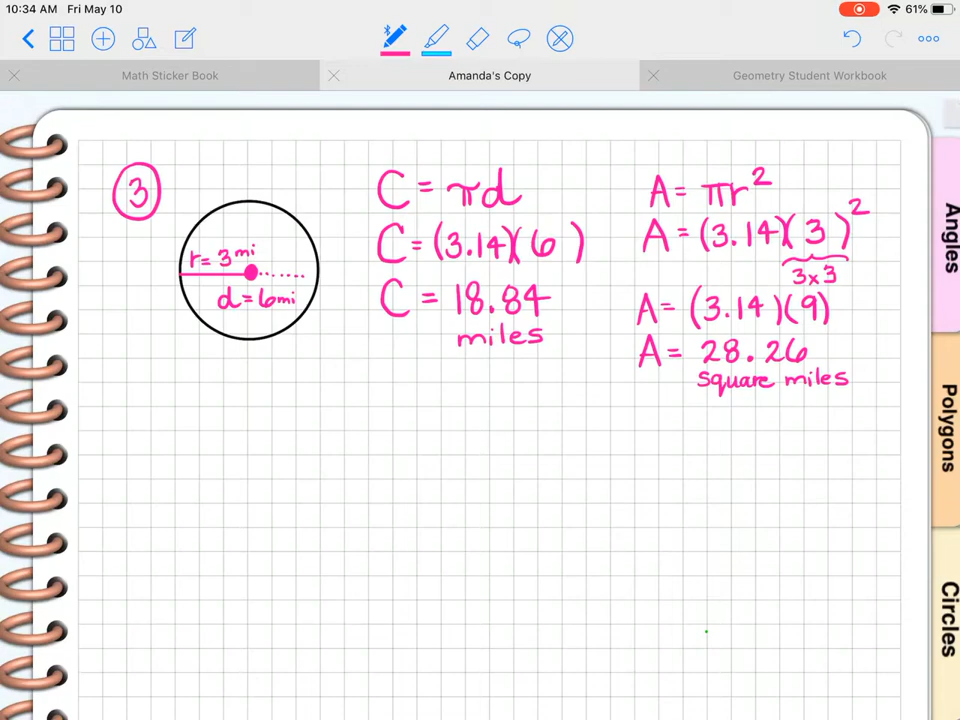 10:34 AM Fri May 10
61%
Math Sticker Book
Amanda's Copy
Geometry Student Workbook
3
r = 3 mi
d = 6 mi
C = πd
C = (3.14)(6 )
C = 18.84
miles
A = πr²
A = (3.14)(3)²
3x3
A = (3.14)(9)
A = 28.26
square miles
Angles
Polygons
Circles